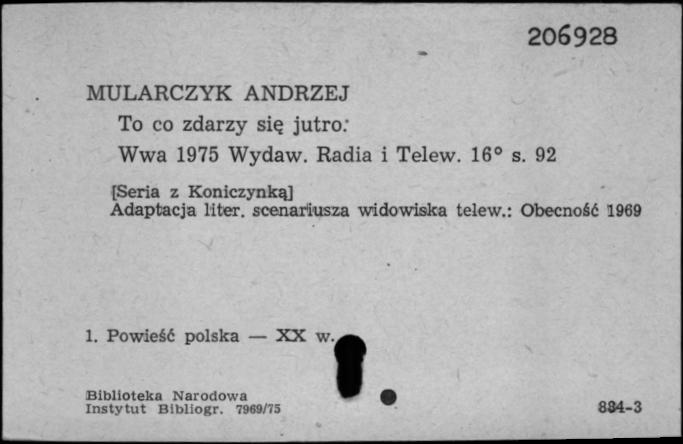 206928
MULARCZYK ANDRZEJ
To co zdarzy się jutro.
Wwa 1975 Wydaw. Radia i Telew. 16° s. 92
[Seria z Koniczynką]
Adaptacja liter. scenariusza widowiska telew.: Obecność 1969
1. Powieść polska — XX w.
Biblioteka Narodowa
Instytut Bibliogr. 7969/75
884-3